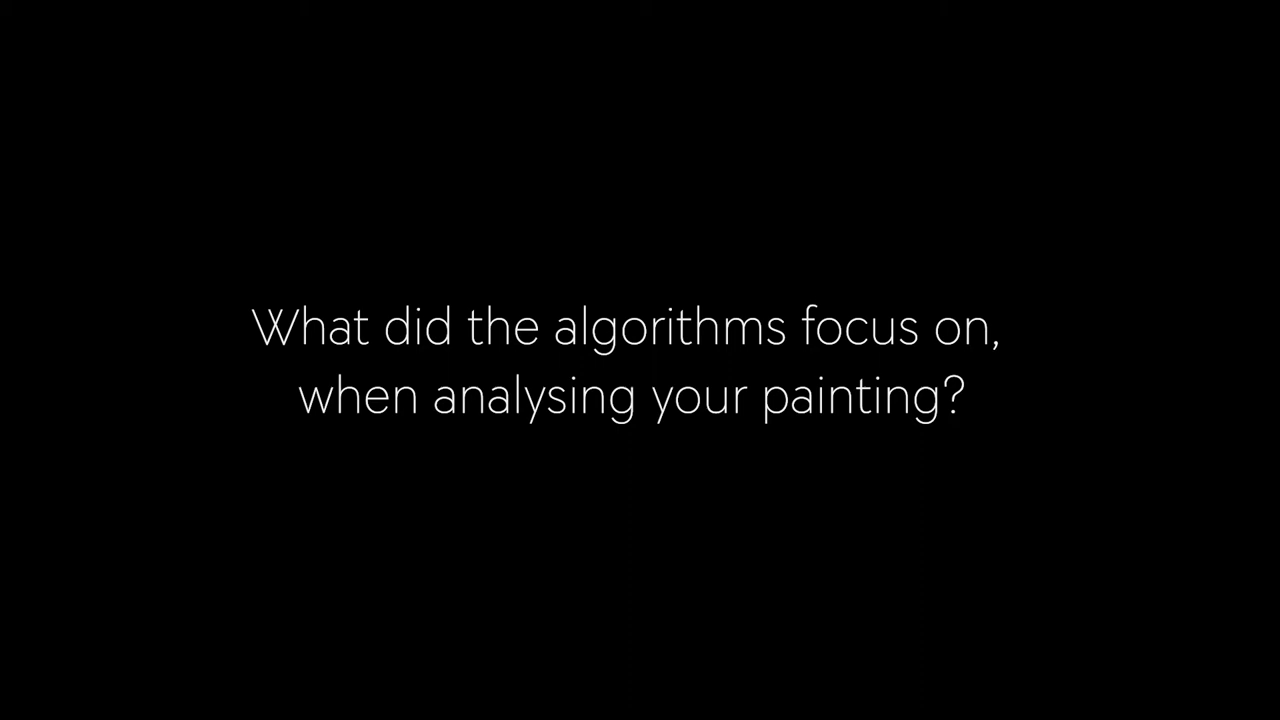 What did the algorithms focus on,
when analysing your painting?